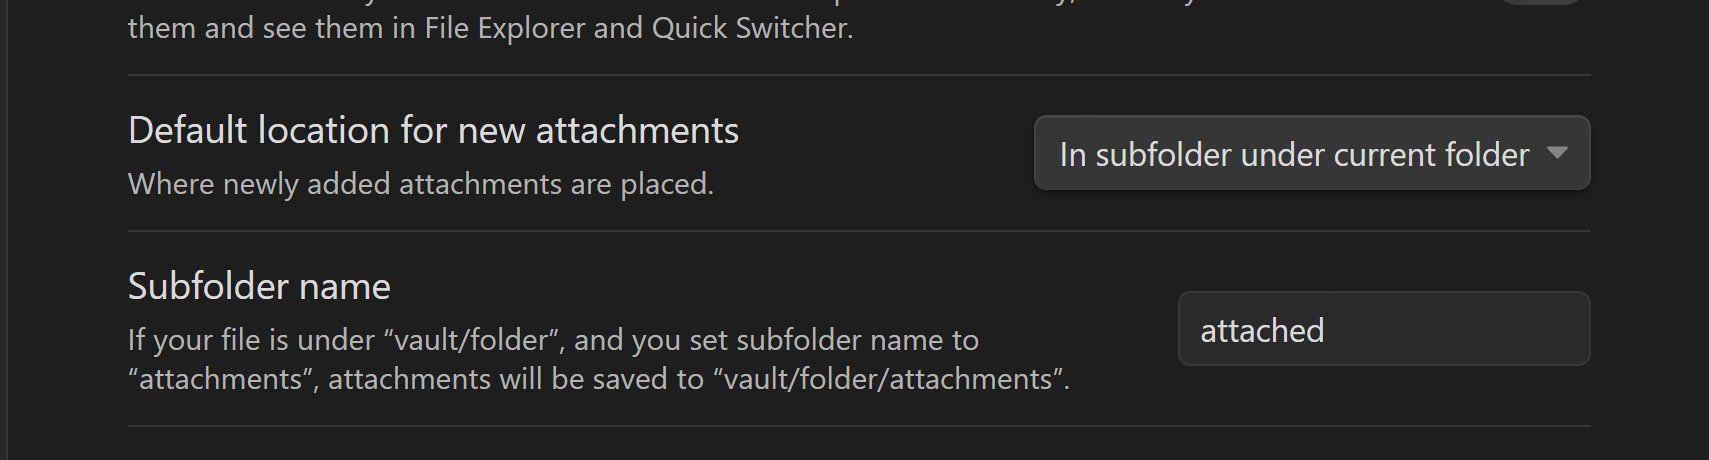 them and see them in File Explorer and Quick Switcher.
Default location for new attachments
Where newly added attachments are placed.
In subfolder under current folder
Subfolder name
If your file is under “vault/folder”, and you set subfolder name to
“attachments”, attachments will be saved to “vault/folder/attachments”.
attached